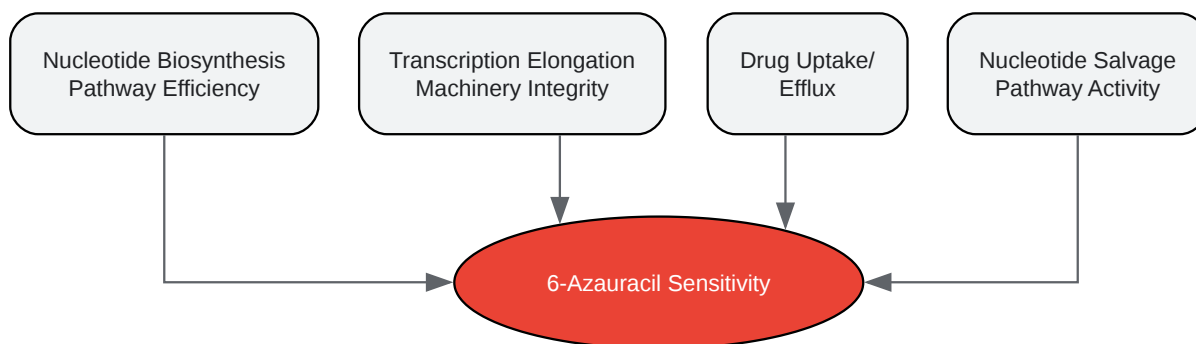 Nucleotide Biosynthesis
Pathway Efficiency
Transcription Elongation
Machinery Integrity
Drug Uptake/
Efflux
Nucleotide Salvage
Pathway Activity
6-Azauracil Sensitivity